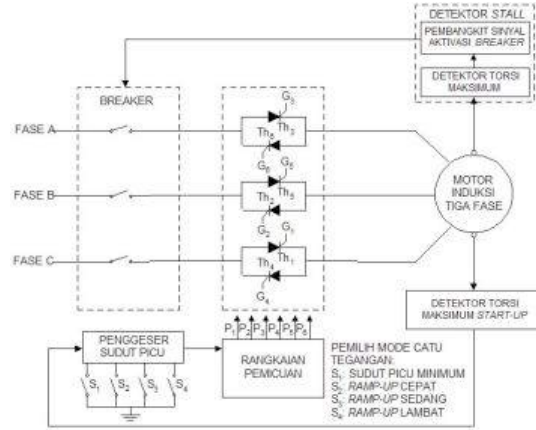 DETEKTOR STALL
PEMBANGKIT SINYAL
AKTIVASI BREAKER
DETEKTOR TORSI
MAKSIMUM
BREAKER
FASE A
G3
Th6
Th3
G6
FASE B
G5
Th2
Th5
G2
FASE C
G1
Th4
Th1
G4
MOTOR
INDUKSI
TIGA FASE
DETEKTOR TORSI
MAKSIMUM START-UP
P1 P2 P3 P4 P5 P6
RANGKAIAN
PEMICUAN
PENGGESER
SUDUT PICU
S1 S2 S3 S4
PEMILIH MODE CATU
TEGANGAN:
S1: SUDUT PICU MINIMUM
S2: RAMP-UP CEPAT
S3: RAMP-UP SEDANG
S4: RAMP-UP LAMBAT